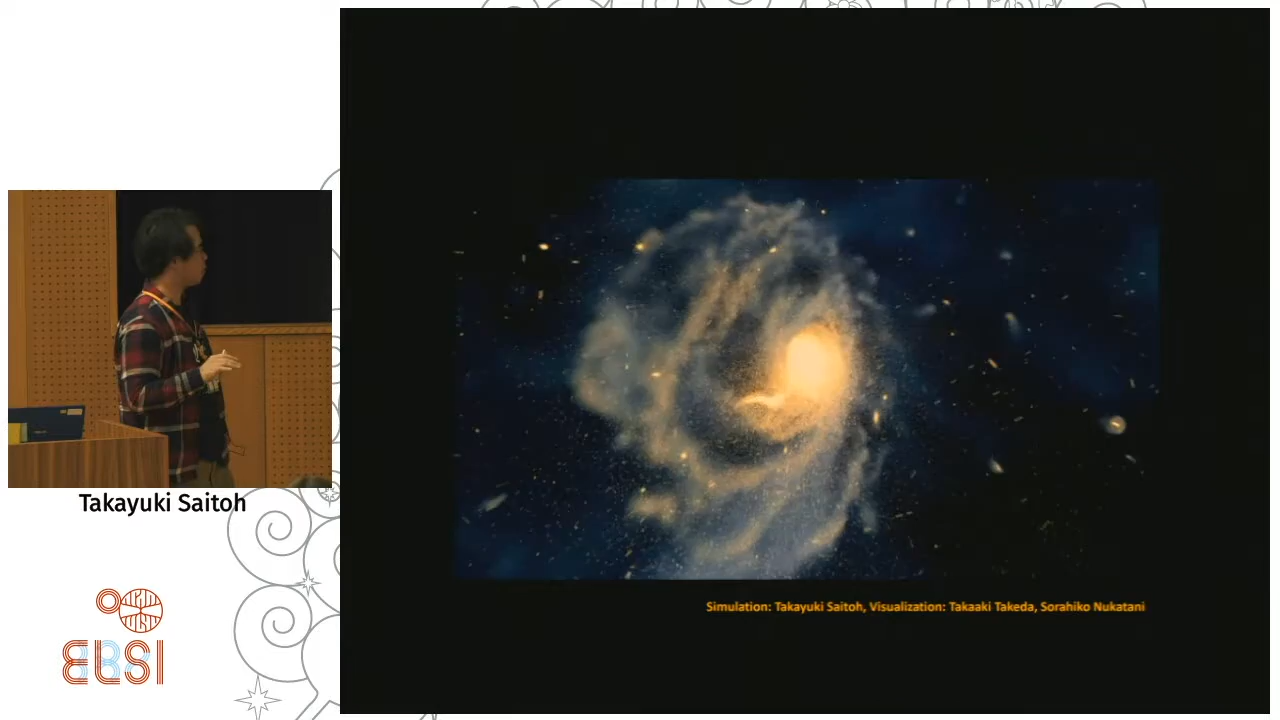 Takayuki Saitoh
ELSI
Simulation: Takayuki Saitoh, Visualization: Takaaki Takeda, Sorahiko Nukatani